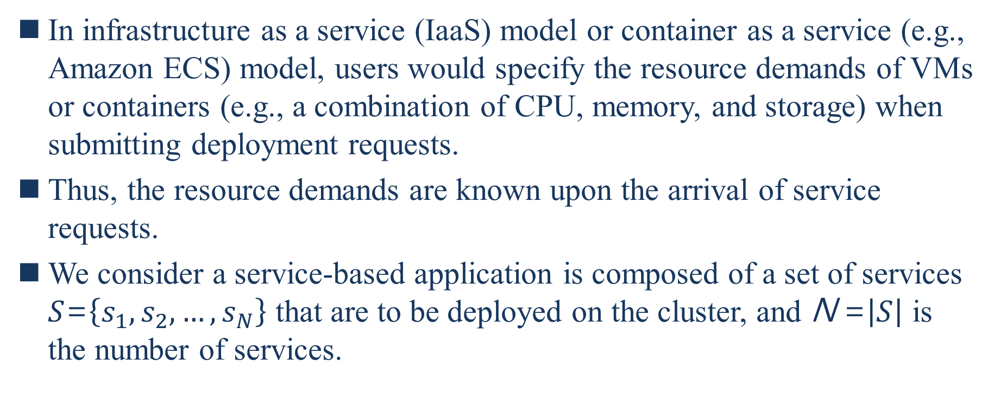 ■ In infrastructure as a service (IaaS) model or container as a service (e.g.,
Amazon ECS) model, users would specify the resource demands of VMs
or containers (e.g., a combination of CPU, memory, and storage) when
submitting deployment requests.
■ Thus, the resource demands are known upon the arrival of service
requests.
■ We consider a service-based application is composed of a set of services
S={s₁, s₂, … , s_N} that are to be deployed on the cluster, and N=|S| is
the number of services.